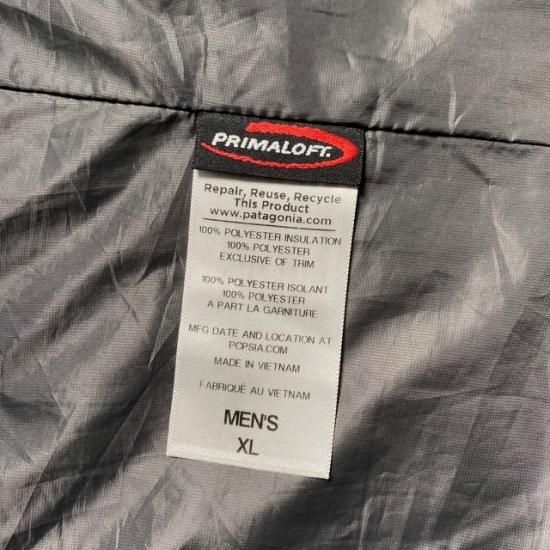 PRIMALOFT.
Repair, Reuse, Recycle
This Product
www.patagonia.com
100% POLYESTER INSULATION
100% POLYESTER
EXCLUSIVE OF TRIM
100% POLYESTER ISOLANT
100% POLYESTER
A PART LA GARNITURE
MFG DATE AND LOCATION AT
PCPSIA.COM
MADE IN VIETNAM
FABRIQUÉ AU VIETNAM
MEN'S
XL